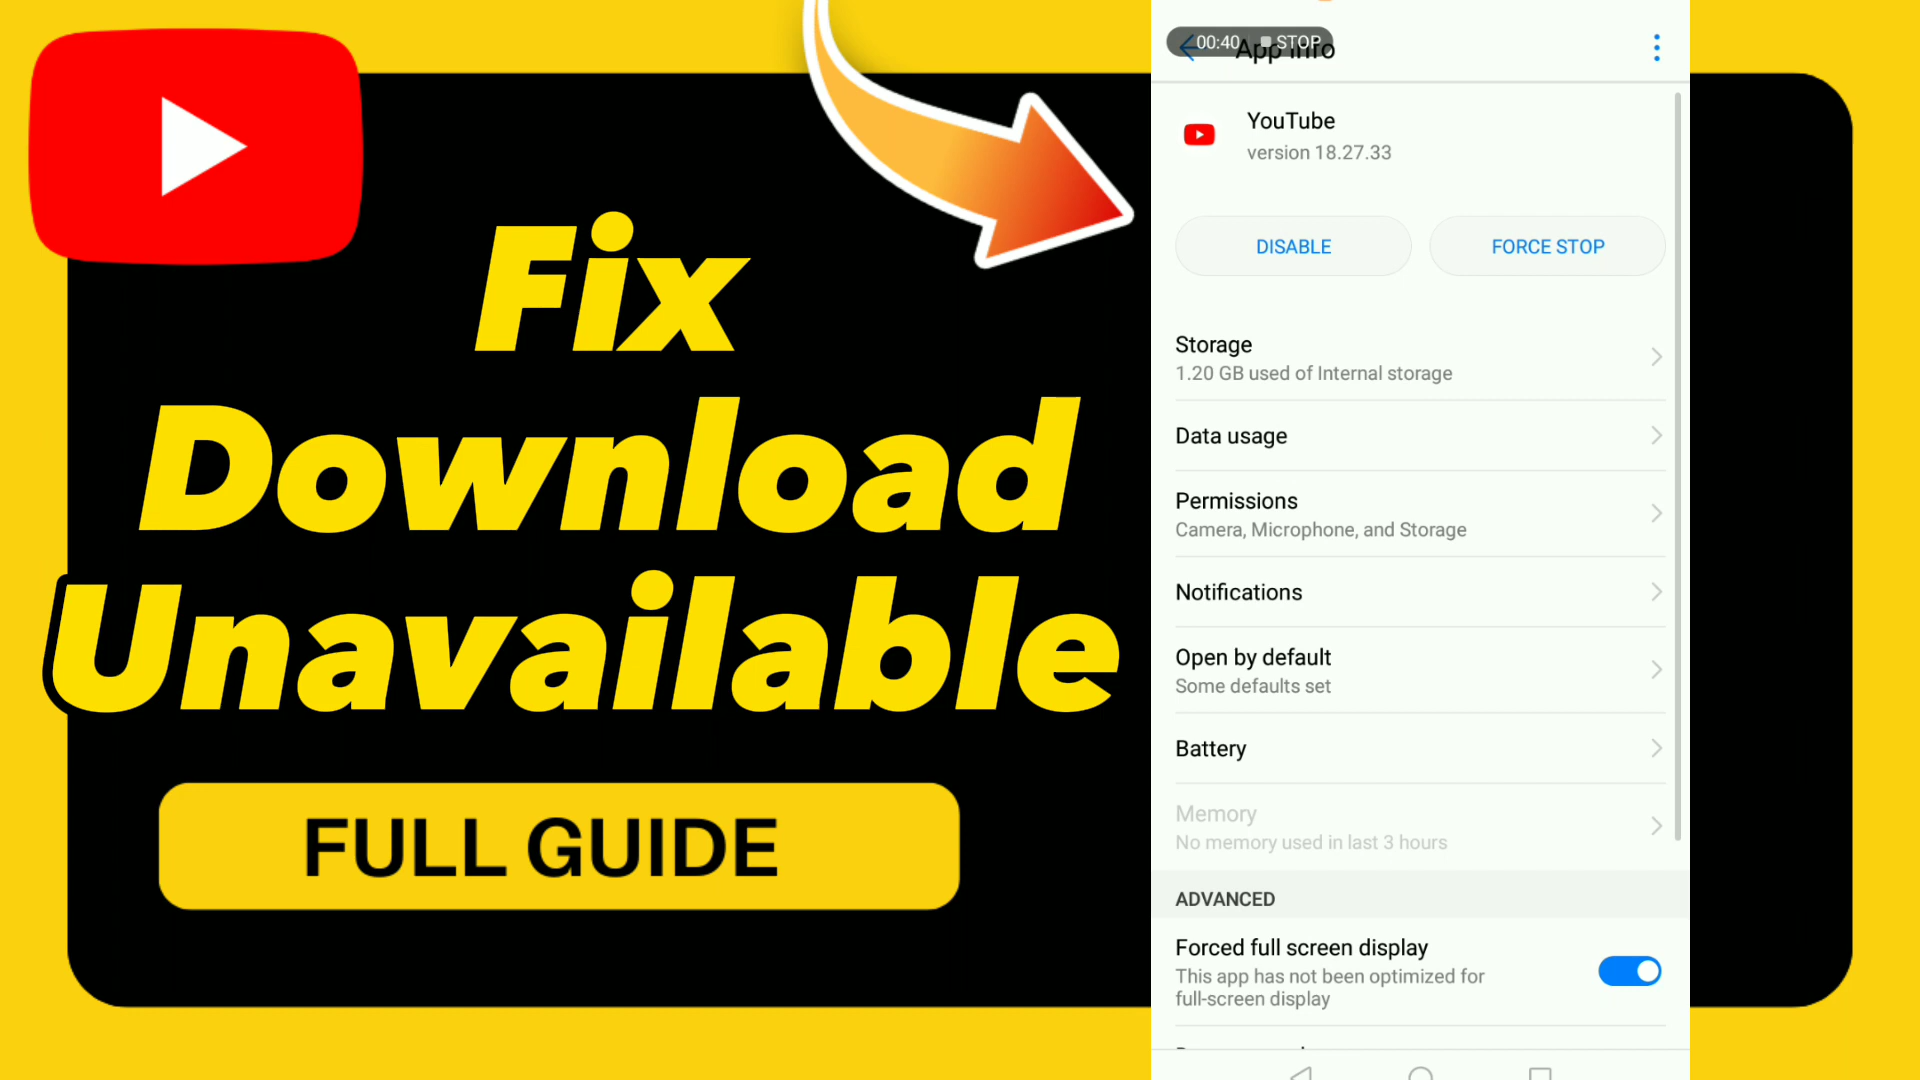 Fix
Download
Unavailable
FULL GUIDE
00:40 STOP
App info
YouTube
version 18.27.33
DISABLE
FORCE STOP
Storage
1.20 GB used of Internal storage
Data usage
Permissions
Camera, Microphone, and Storage
Notifications
Open by default
Some defaults set
Battery
Memory
No memory used in last 3 hours
ADVANCED
Forced full screen display
This app has not been optimized for
full-screen display